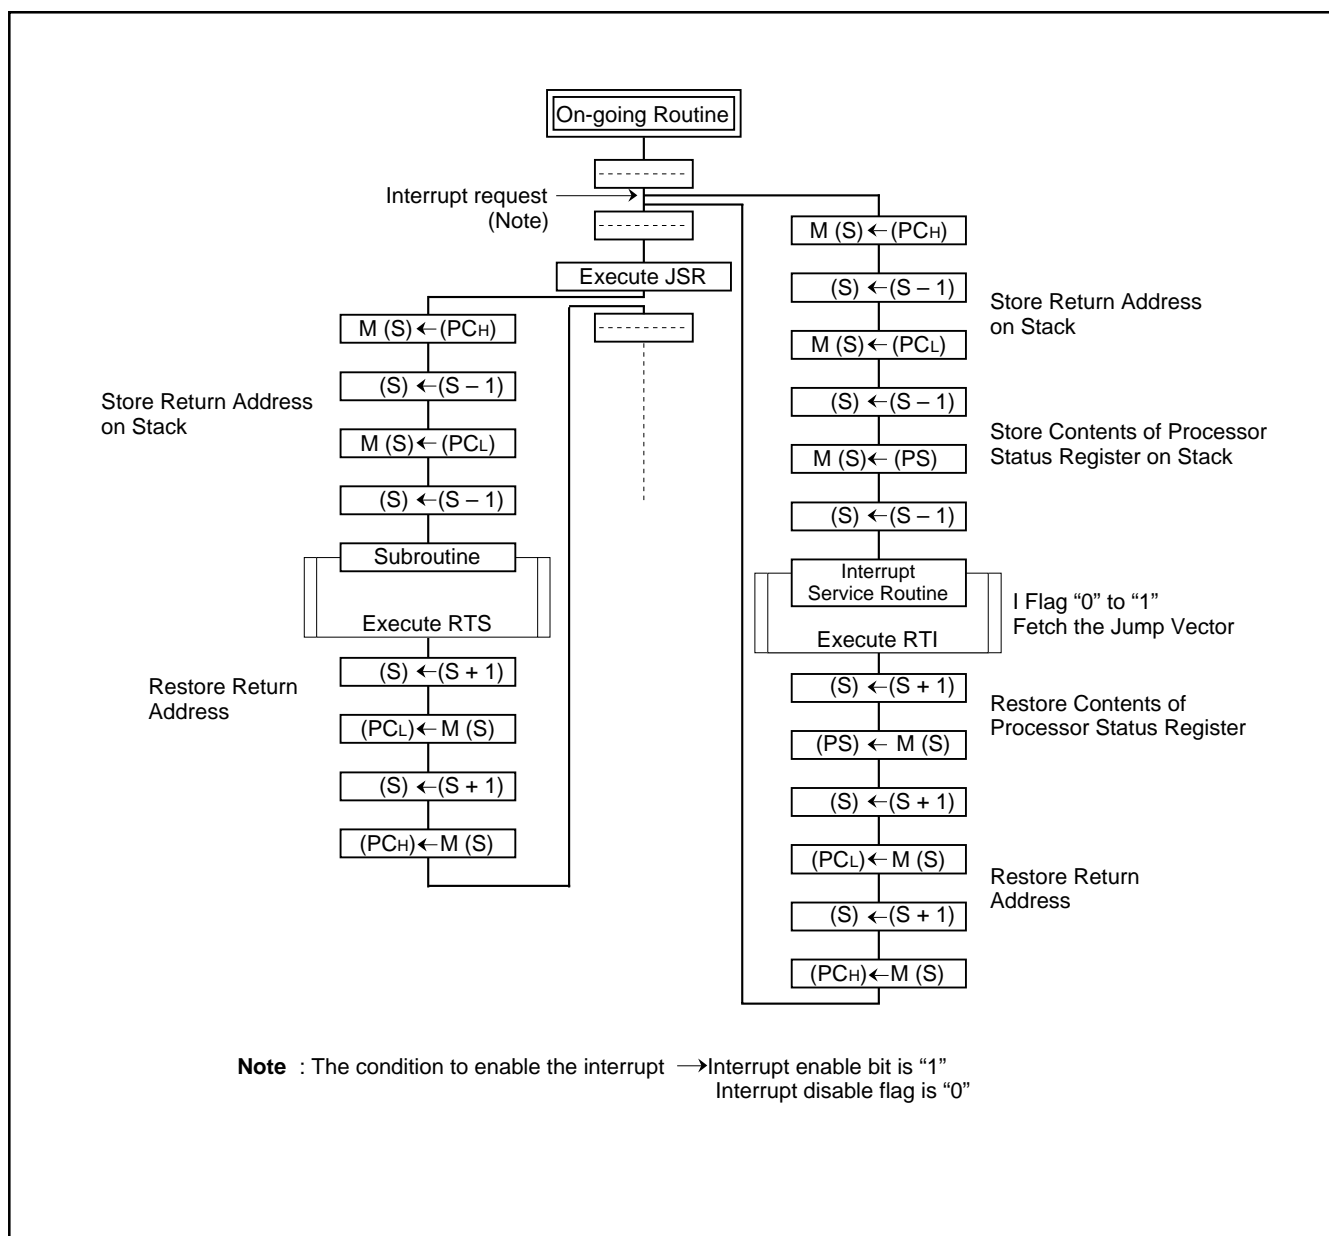 On-going Routine
Interrupt request
(Note)
Execute JSR
M (S) ← (PCH)
(S) ← (S – 1)
M (S) ← (PCL)
(S) ← (S – 1)
Store Return Address
on Stack
Subroutine
Execute RTS
(S) ← (S + 1)
(PCL) ← M (S)
(S) ← (S + 1)
(PCH) ← M (S)
Restore Return
Address
M (S) ← (PCH)
(S) ← (S – 1)
M (S) ← (PCL)
(S) ← (S – 1)
M (S) ← (PS)
(S) ← (S – 1)
Store Return Address
on Stack
Store Contents of Processor
Status Register on Stack
Interrupt
Service Routine
Execute RTI
I Flag “0” to “1”
Fetch the Jump Vector
(S) ← (S + 1)
(PS) ← M (S)
(S) ← (S + 1)
(PCL) ← M (S)
(S) ← (S + 1)
(PCH) ← M (S)
Restore Contents of
Processor Status Register
Restore Return
Address
Note : The condition to enable the interrupt → Interrupt enable bit is “1”
Interrupt disable flag is “0”